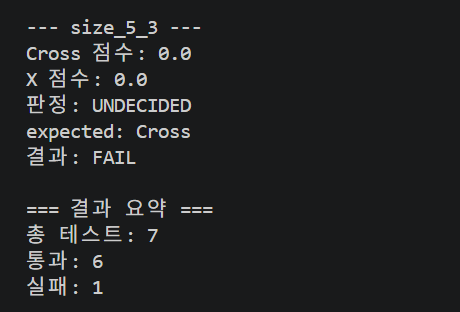 --- size_5_3 ---
Cross 점수: 0.0
X 점수: 0.0
판정: UNDECIDED
expected: Cross
결과: FAIL
=== 결과 요약 ===
총 테스트: 7
통과: 6
실패: 1